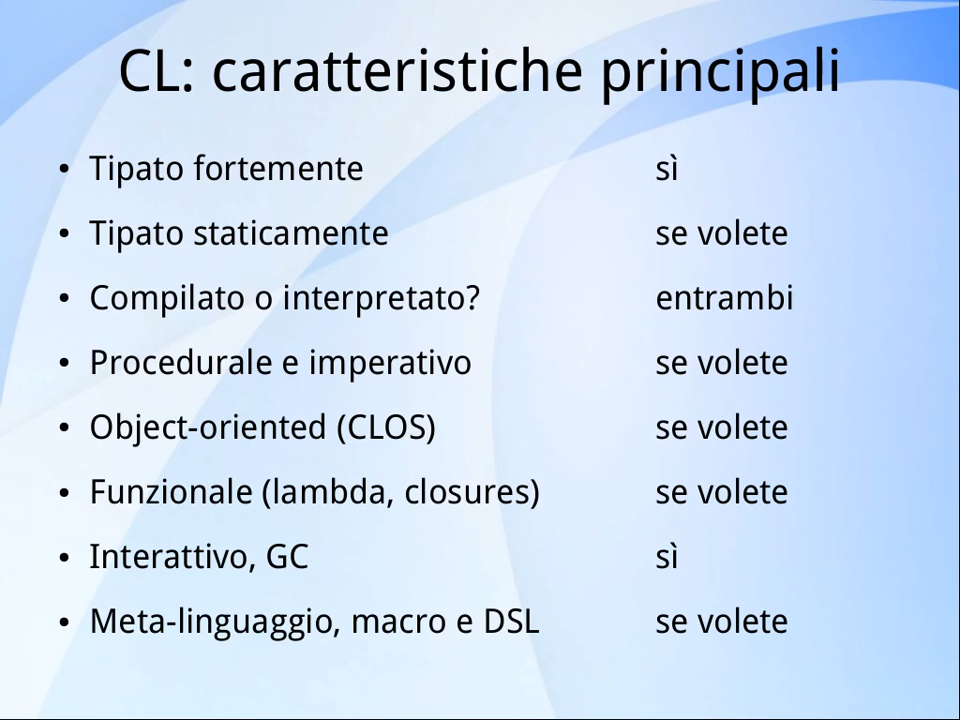 CL: caratteristiche principali
• Tipato fortemente sì
• Tipato staticamente se volete
• Compilato o interpretato? entrambi
• Procedurale e imperativo se volete
• Object-oriented (CLOS) se volete
• Funzionale (lambda, closures) se volete
• Interattivo, GC sì
• Meta-linguaggio, macro e DSL se volete